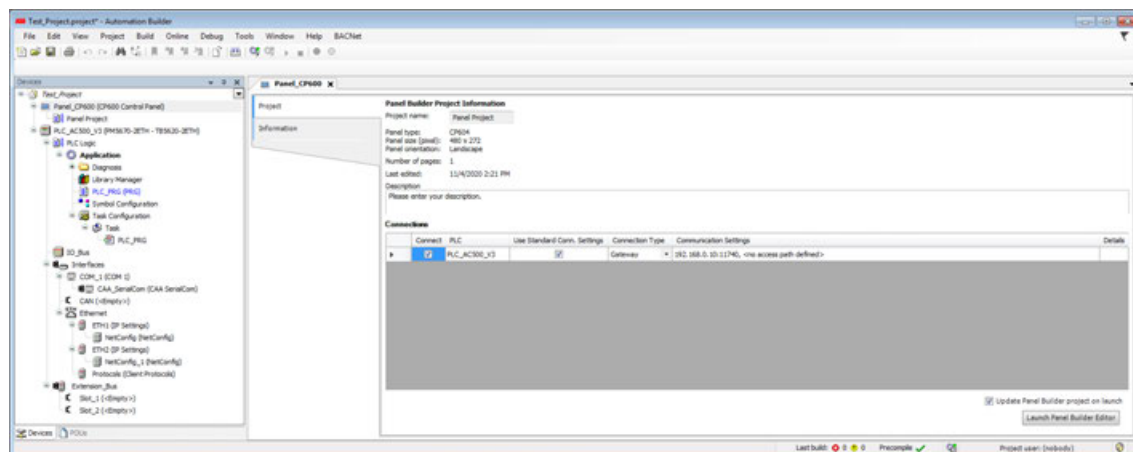 Test_Project.project* - Automation Builder
File Edit View Project Build Online Debug Tools Window Help BACNet
Devices
Test_Project
Panel_CP600 (CP600 Control Panel)
Panel Project
PLC_AC500_V3 (PM5670-2ETH - TB5620-2ETH)
PLC Logic
Application
Diagnosis
Library Manager
PLC_PRG (PRG)
Symbol Configuration
Task Configuration
Task
PLC_PRG
IO_Bus
Interfaces
COM_1 (COM 1)
CAA_SerialCom (CAA SerialCom)
CAN (<Empty>)
Ethernet
ETH1 (IP Settings)
NetConfig (NetConfig)
ETH2 (IP Settings)
NetConfig_1 (NetConfig)
Protocols (Client Protocols)
Extension_Bus
Slot_1 (<Empty>)
Slot_2 (<Empty>)
Devices POUs
Panel_CP600
Project
Information
Panel Builder Project Information
Project name: Panel Project
Panel type: CP604
Panel size (pixel): 480 x 272
Panel orientation: Landscape
Number of pages: 1
Last edited: 11/4/2020 2:21 PM
Description
Please enter your description.
Connections
Connect PLC Use Standard Conn. Settings Connection Type Communication Settings Details
PLC_AC500_V3 Gateway 192.168.0.10:11740, <no access path defined>
Update Panel Builder project on launch
Launch Panel Builder Editor
Last build: 0 0 Precompile Project user: (nobody)